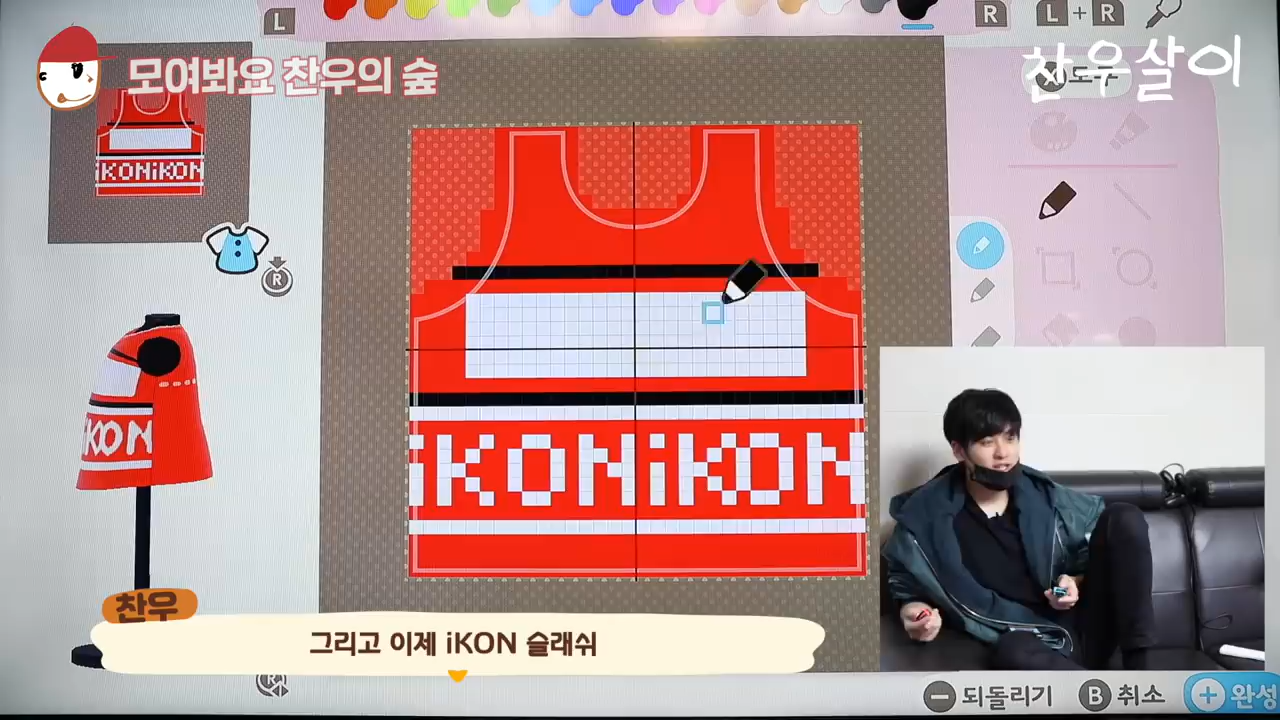 L
R
L+R
모여봐요 찬우의 숲
찬우살이
X
iKONiKON
R
iKONiKON
iKON
찬우
그리고 이제 iKON 슬래쉬
R
- 되돌리기
B 취소
+ 완성